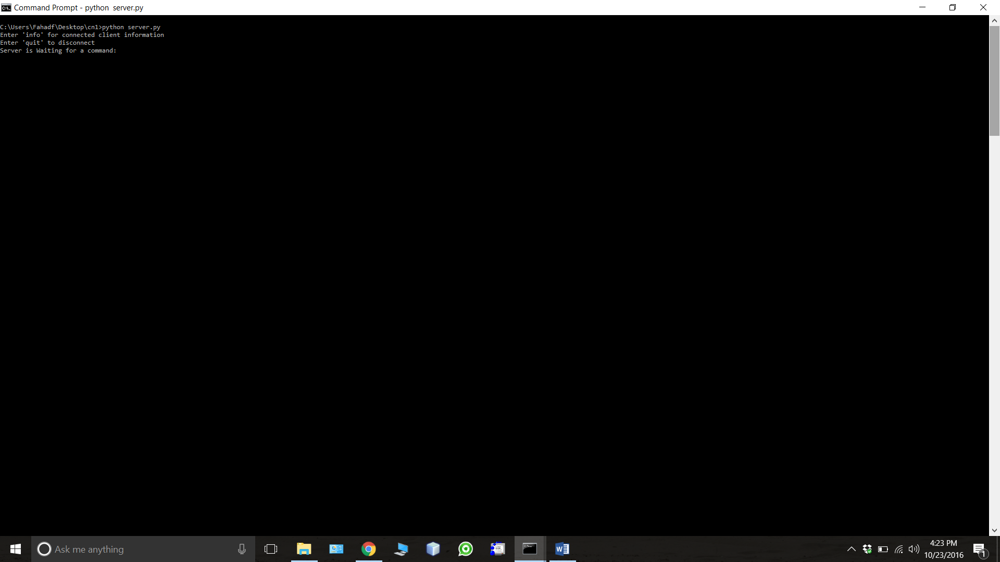 Command Prompt - python  server.py
C:\Users\Fahadf\Desktop\cn1>python server.py
Enter 'info' for connected client information
Enter 'quit' to disconnect
Server is Waiting for a command:
Ask me anything
4:23 PM
10/23/2016
1